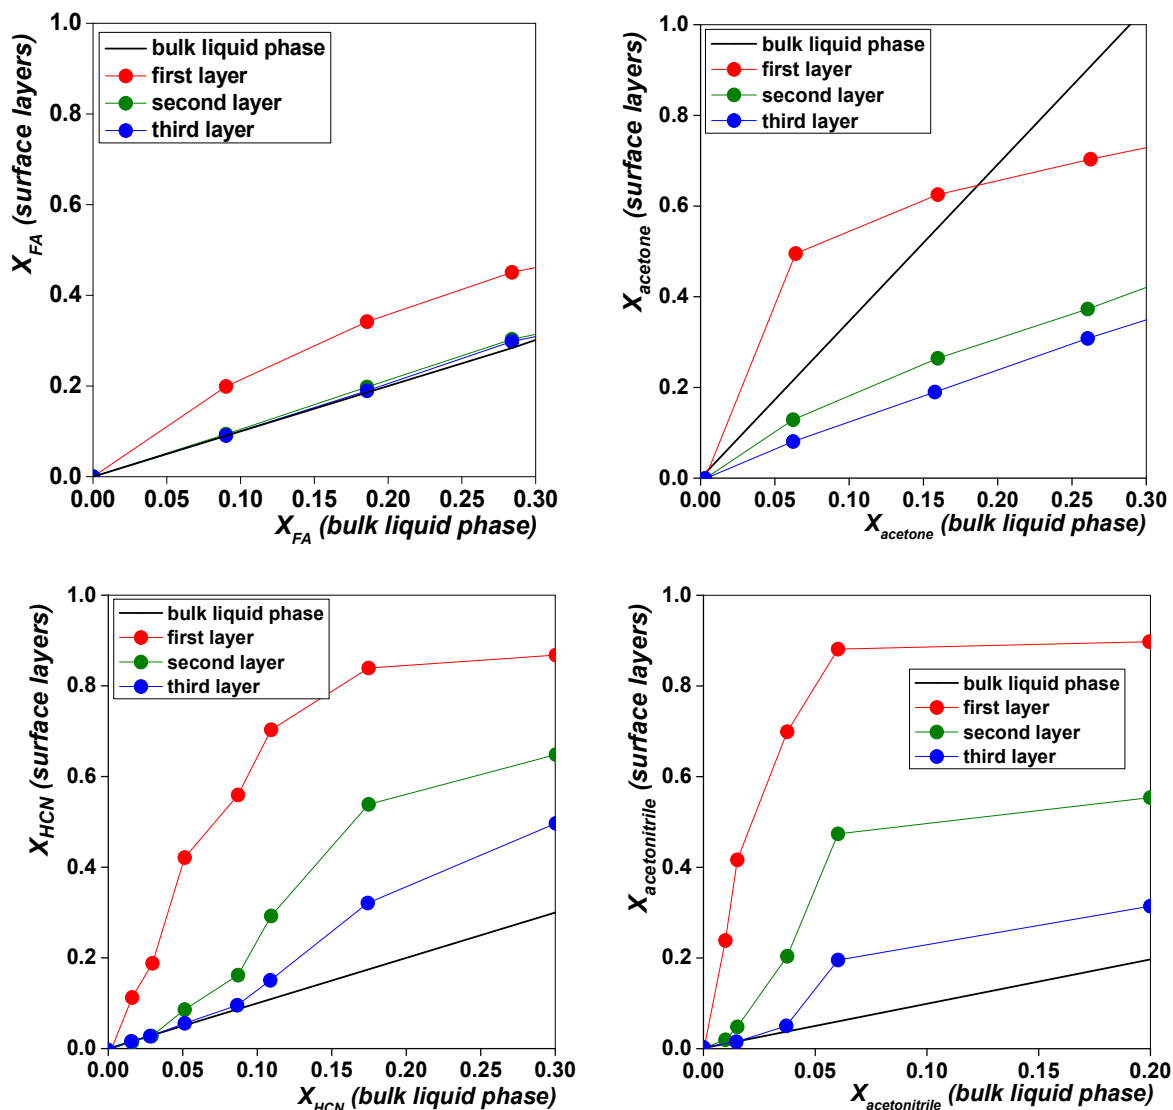 1.0
0.8
0.6
0.4
0.2
0.0
X_FA (surface layers)
bulk liquid phase
first layer
second layer
third layer
0.00 0.05 0.10 0.15 0.20 0.25 0.30
X_FA (bulk liquid phase)
1.0
0.8
0.6
0.4
0.2
0.0
X_acetone (surface layers)
bulk liquid phase
first layer
second layer
third layer
0.00 0.05 0.10 0.15 0.20 0.25 0.30
X_acetone (bulk liquid phase)
1.0
0.8
0.6
0.4
0.2
0.0
X_HCN (surface layers)
bulk liquid phase
first layer
second layer
third layer
0.00 0.05 0.10 0.15 0.20 0.25 0.30
X_HCN (bulk liquid phase)
1.0
0.8
0.6
0.4
0.2
0.0
X_acetonitrile (surface layers)
bulk liquid phase
first layer
second layer
third layer
0.00 0.05 0.10 0.15 0.20
X_acetonitrile (bulk liquid phase)